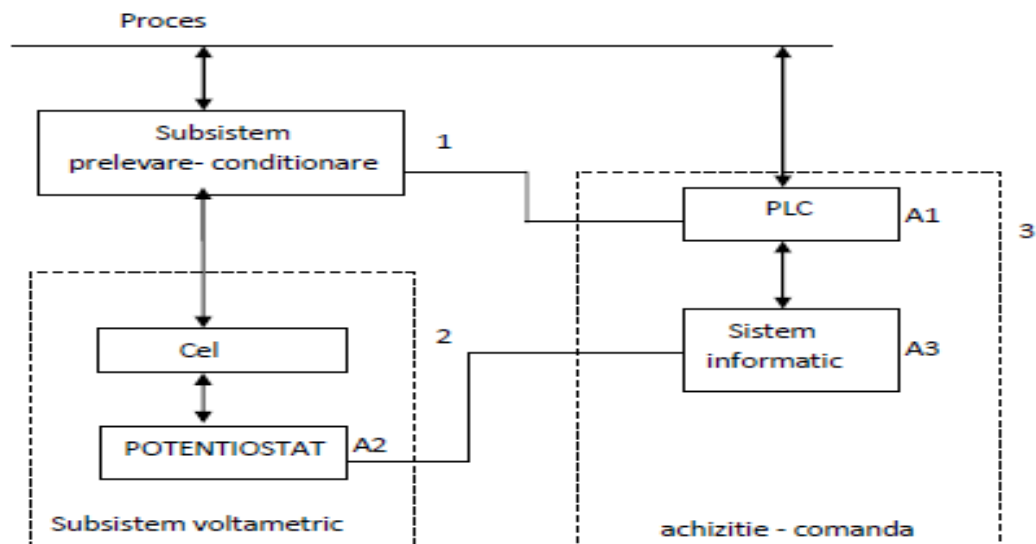 Proces
Subsistem
prelevare- conditionare
1
PLC
A1
3
Cel
2
Sistem
informatic
A3
POTENTIOSTAT
A2
Subsistem voltametric
achizitie - comanda